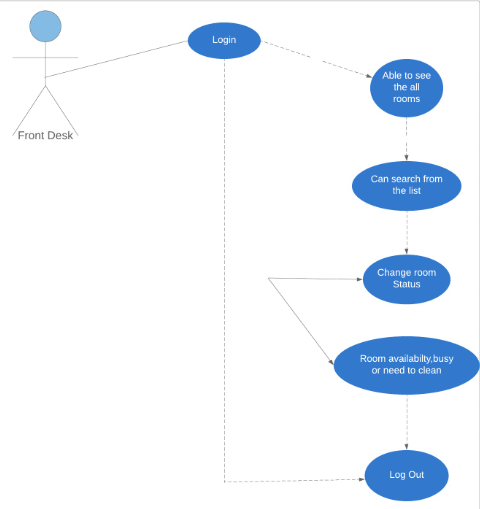 Login
Able to see
the all
rooms
Front Desk
Can search from
the list
Change room
Status
Room availabilty,busy
or need to clean
Log Out